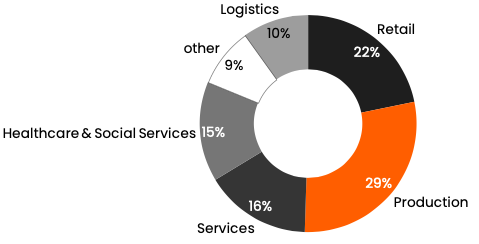 Logistics
10%
Retail
22%
other
9%
Healthcare & Social Services
15%
29%
Production
16%
Services